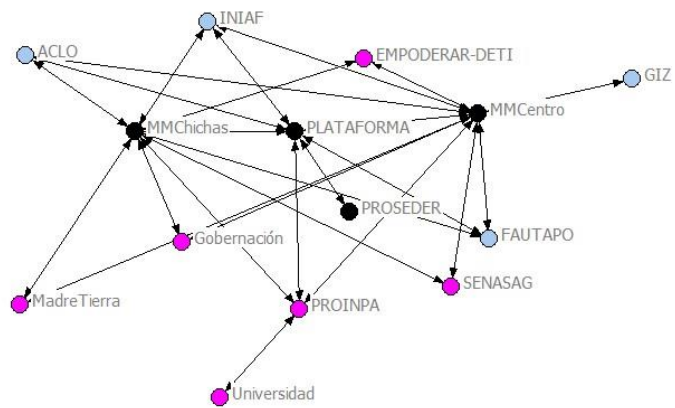 INIAF
ACLO
EMPODERAR-DETI
GIZ
MMCentro
MMChichas
PLATAFORMA
PROSEDER
Gobernación
FAUTAPO
SENASAG
MadreTierra
PROINPA
Universidad